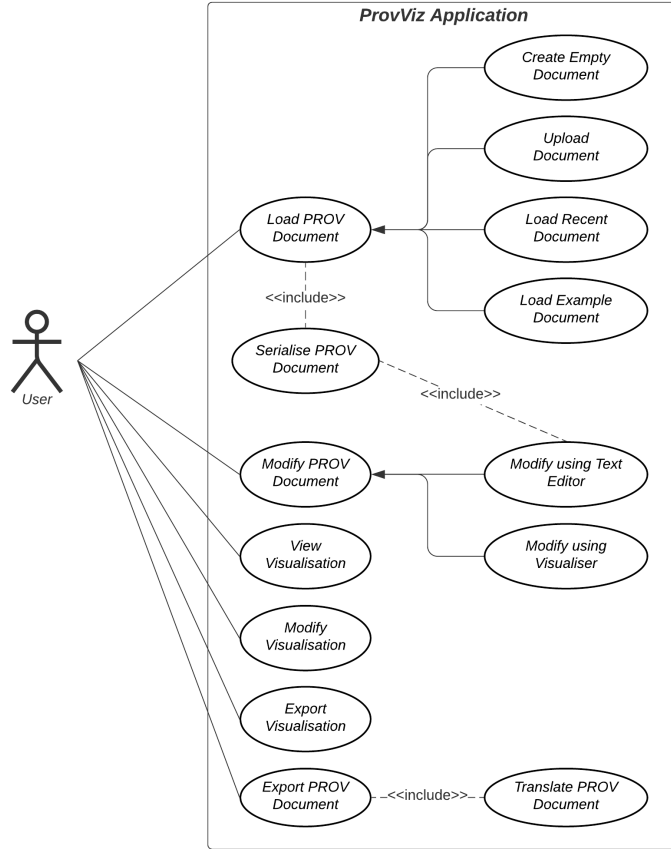 ProvViz Application
Create Empty
Document
Upload
Document
Load PROV
Document
Load Recent
Document
<<include>>
Load Example
Document
Serialise PROV
Document
<<include>>
User
Modify PROV
Document
Modify using Text
Editor
View
Visualisation
Modify using
Visualiser
Modify
Visualisation
Export
Visualisation
Export PROV
Document
<<include>>
Translate PROV
Document